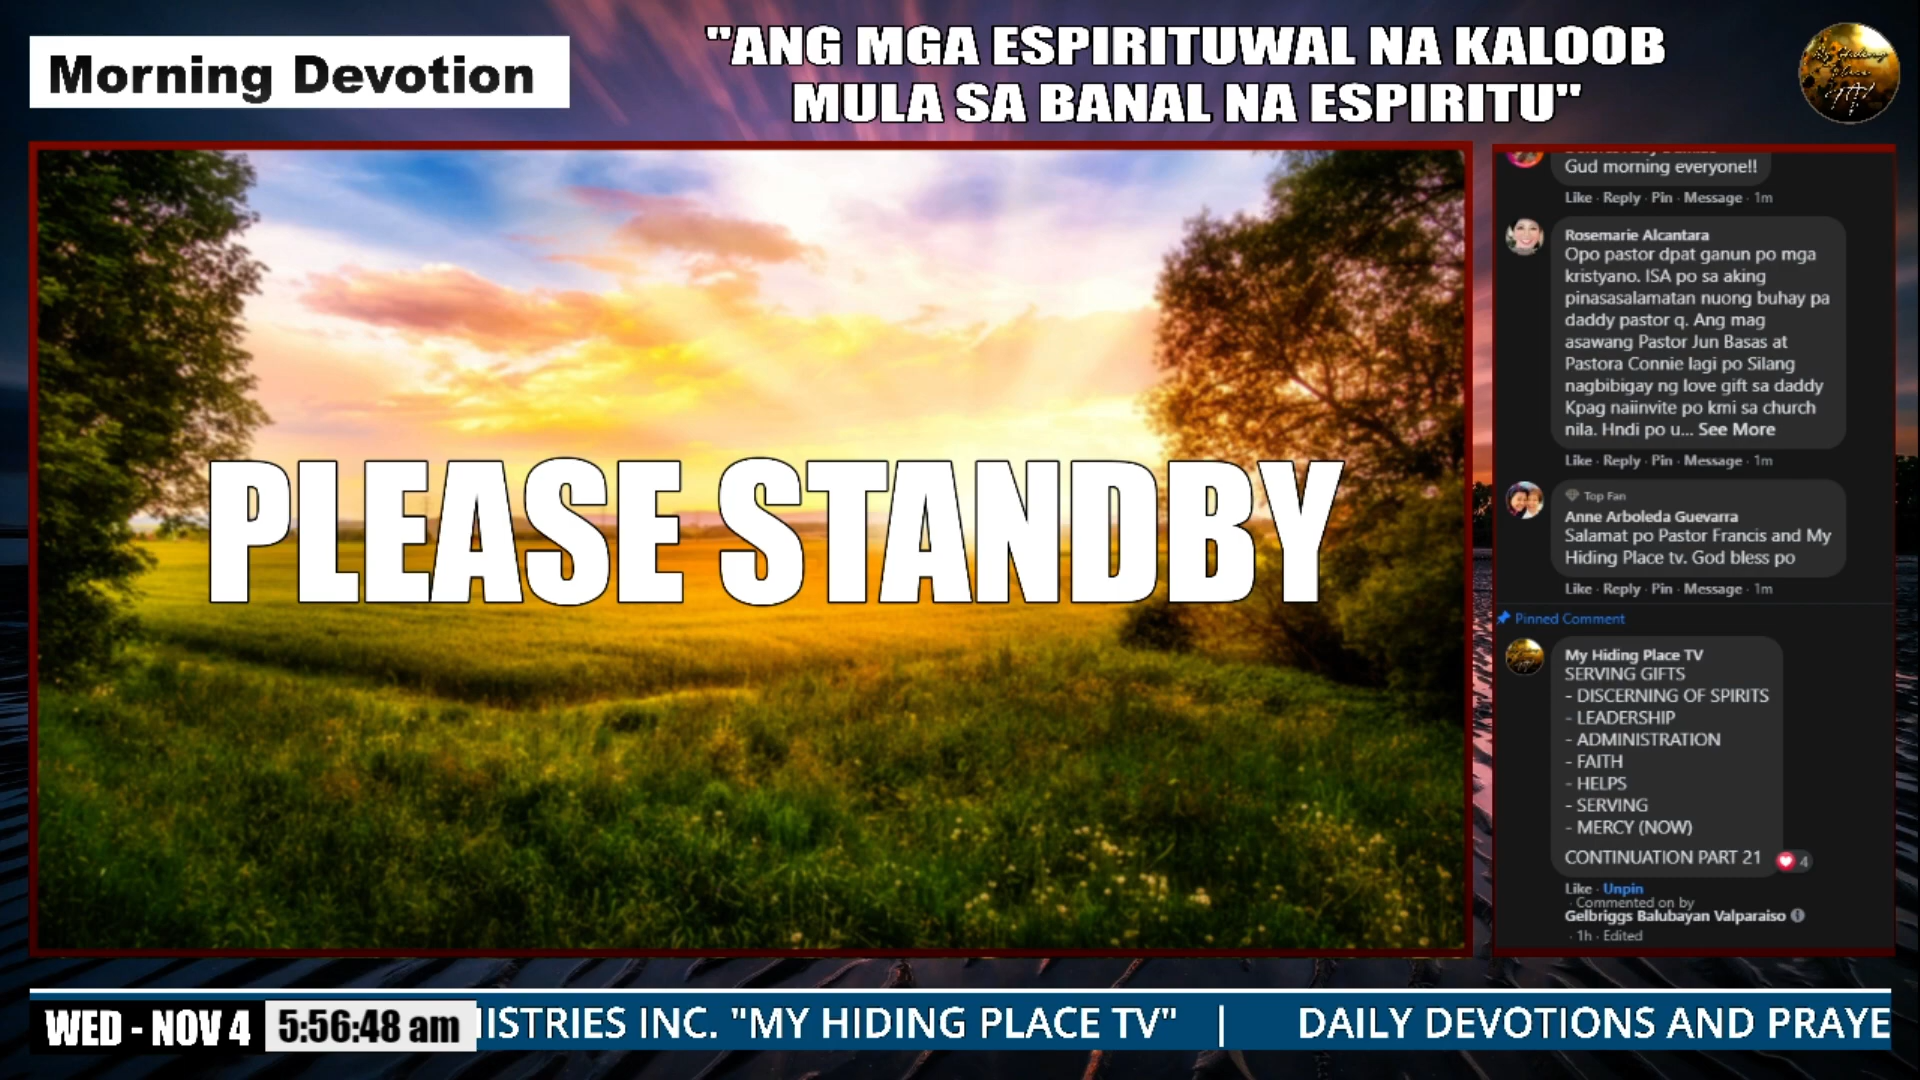 Morning Devotion
"ANG MGA ESPIRITUWAL NA KALOOB
MULA SA BANAL NA ESPIRITU"
Gud morning everyone!!
Like · Reply · Pin · Message · 1m
Rosemarie Alcantara
Opo pastor dpat ganun po mga
kristyano. ISA po sa aking
pinasasalamatan nuong buhay pa
daddy pastor q. Ang mag
asawang Pastor Jun Basas at
Pastora Connie lagi po Silang
nagbibigay ng love gift sa daddy
Kpag naiinvite po kmi sa church
nila. Hndi po u... See More
Like · Reply · Pin · Message · 1m
Top Fan
Anne Arboleda Guevarra
Salamat po Pastor Francis and My
Hiding Place tv. God bless po
Like · Reply · Pin · Message · 1m
Pinned Comment
My Hiding Place TV
SERVING GIFTS
- DISCERNING OF SPIRITS
- LEADERSHIP
- ADMINISTRATION
- FAITH
- HELPS
- SERVING
- MERCY (NOW)
CONTINUATION PART 21
4
Like · Unpin
· Commented on by
Gelbriggs Balubayan Valparaiso
· 1h · Edited
PLEASE STANDBY
WED - NOV 4
5:56:48 am
ISTRIES INC. "MY HIDING PLACE TV" | DAILY DEVOTIONS AND PRAYE